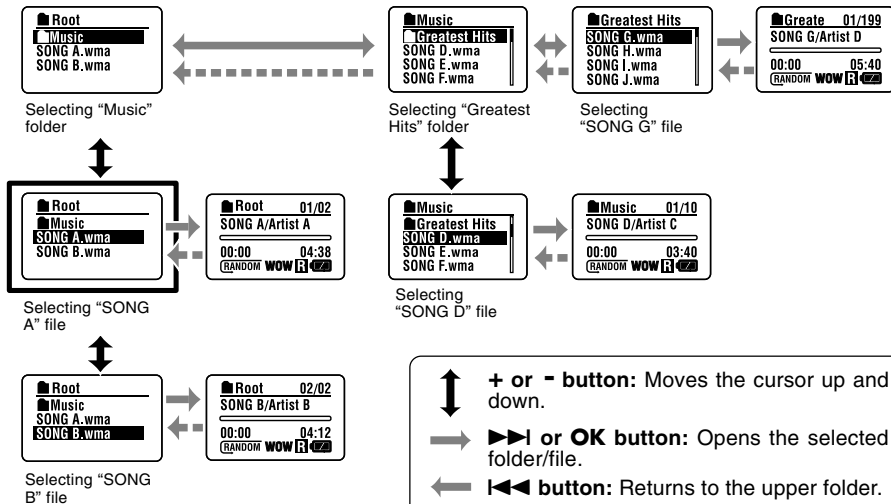 Root
Music
SONG A.wma
SONG B.wma
Selecting “Music”
folder
Music
Greatest Hits
SONG D.wma
SONG E.wma
SONG F.wma
Selecting “Greatest
Hits” folder
Greatest Hits
SONG G.wma
SONG H.wma
SONG I.wma
SONG J.wma
Selecting
“SONG G” file
Greate 01/199
SONG G/Artist D
00:00 05:40
RANDOM WOW R
Root
Music
SONG A.wma
SONG B.wma
Selecting “SONG
A” file
Root 01/02
SONG A/Artist A
00:00 04:38
RANDOM WOW R
Music
Greatest Hits
SONG D.wma
SONG E.wma
SONG F.wma
Selecting
“SONG D” file
Music 01/10
SONG D/Artist C
00:00 03:40
RANDOM WOW R
Root
Music
SONG A.wma
SONG B.wma
Selecting “SONG
B” file
Root 02/02
SONG B/Artist B
00:00 04:12
RANDOM WOW R
+ or - button: Moves the cursor up and
down.
▶▶| or OK button: Opens the selected
folder/file.
|◀◀ button: Returns to the upper folder.